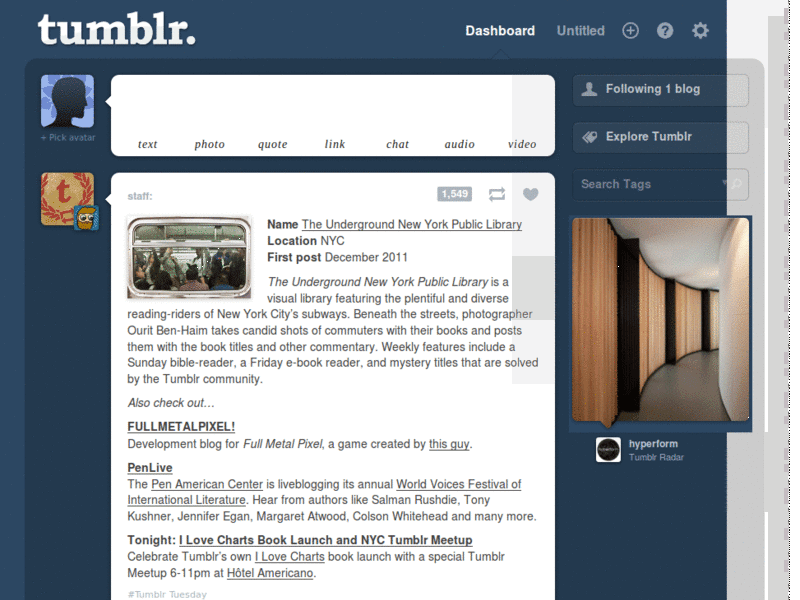 tumblr.
Dashboard Untitled
+ Pick avatar
text photo quote link chat audio video
Following 1 blog
Explore Tumblr
Search Tags
staff:
1,549
Name The Underground New York Public Library
Location NYC
First post December 2011
The Underground New York Public Library is a
visual library featuring the plentiful and diverse
reading-riders of New York City's subways. Beneath the streets, photographer
Ourit Ben-Haim takes candid shots of commuters with their books and posts
them with the book titles and other commentary. Weekly features include a
Sunday bible-reader, a Friday e-book reader, and mystery titles that are solved
by the Tumblr community.
Also check out…
FULLMETALPIXEL!
Development blog for Full Metal Pixel, a game created by this guy.
PenLive
The Pen American Center is liveblogging its annual World Voices Festival of
International Literature. Hear from authors like Salman Rushdie, Tony
Kushner, Jennifer Egan, Margaret Atwood, Colson Whitehead and many more.
Tonight: I Love Charts Book Launch and NYC Tumblr Meetup
Celebrate Tumblr's own I Love Charts book launch with a special Tumblr
Meetup 6-11pm at Hôtel Americano.
#Tumblr Tuesday
hyperform
Tumblr Radar